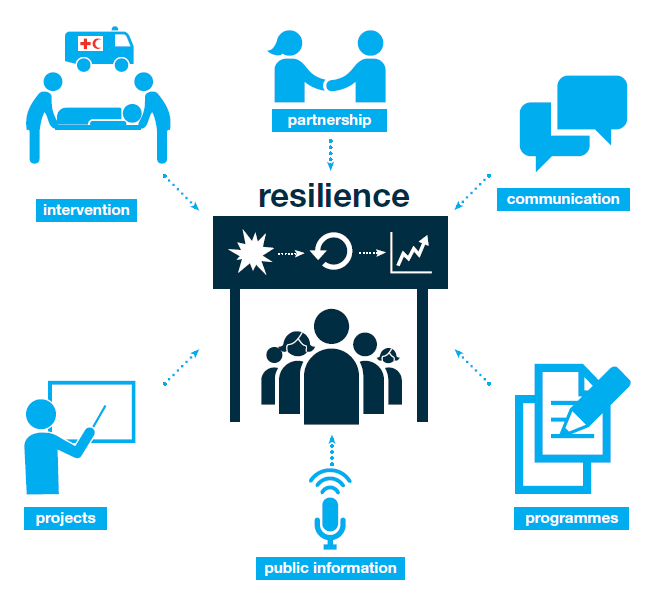 partnership
communication
intervention
resilience
projects
programmes
public information